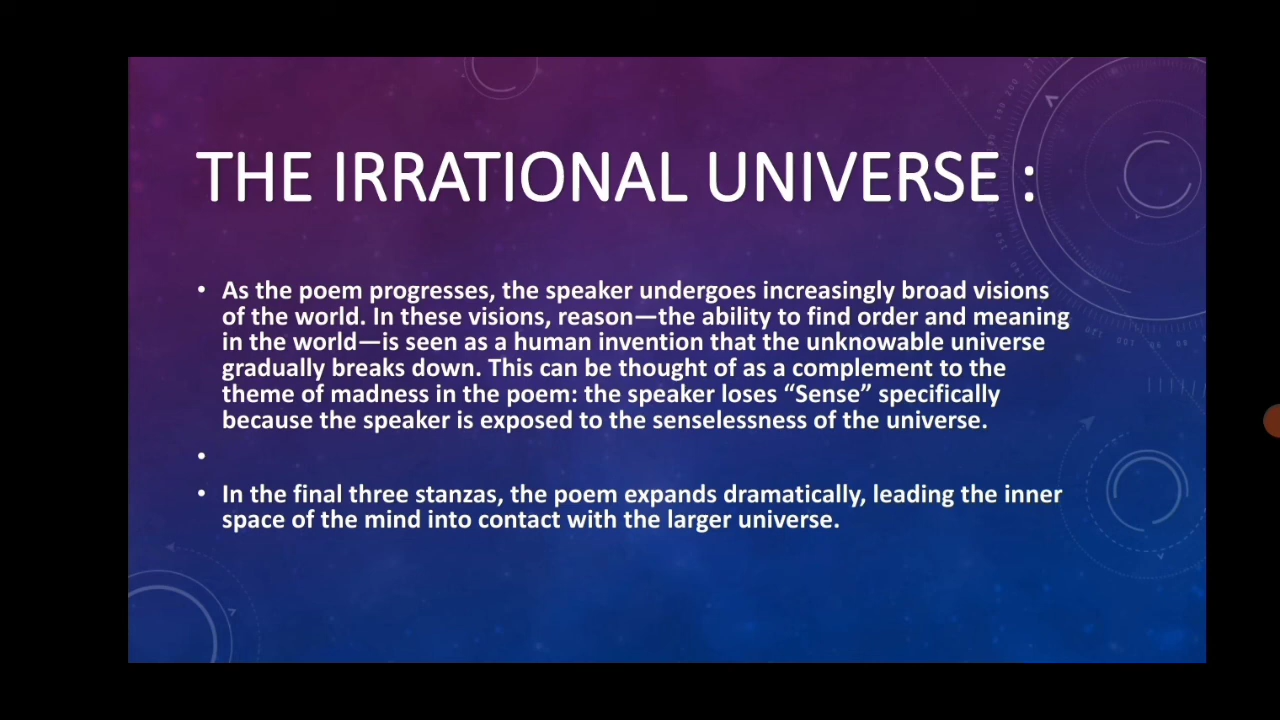 THE IRRATIONAL UNIVERSE :
• As the poem progresses, the speaker undergoes increasingly broad visions
of the world. In these visions, reason—the ability to find order and meaning
in the world—is seen as a human invention that the unknowable universe
gradually breaks down. This can be thought of as a complement to the
theme of madness in the poem: the speaker loses “Sense” specifically
because the speaker is exposed to the senselessness of the universe.
•
• In the final three stanzas, the poem expands dramatically, leading the inner
space of the mind into contact with the larger universe.